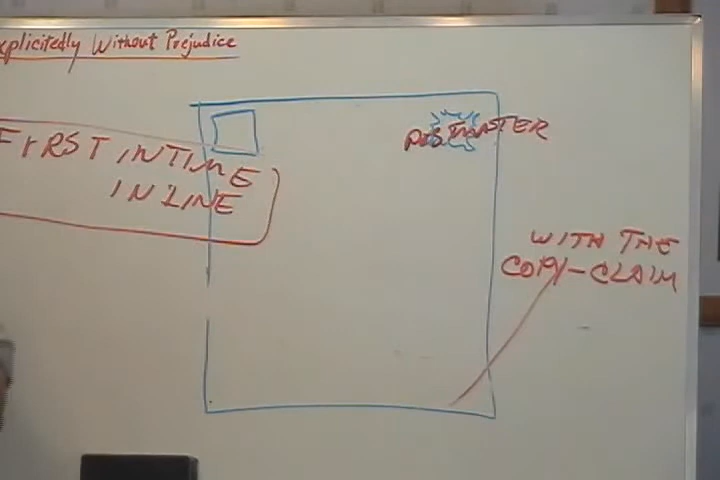 xplicitedly Without Prejudice
FIRST IN TIME
IN LINE
POSTMASTER
WITH THE
COPY-CLAIM